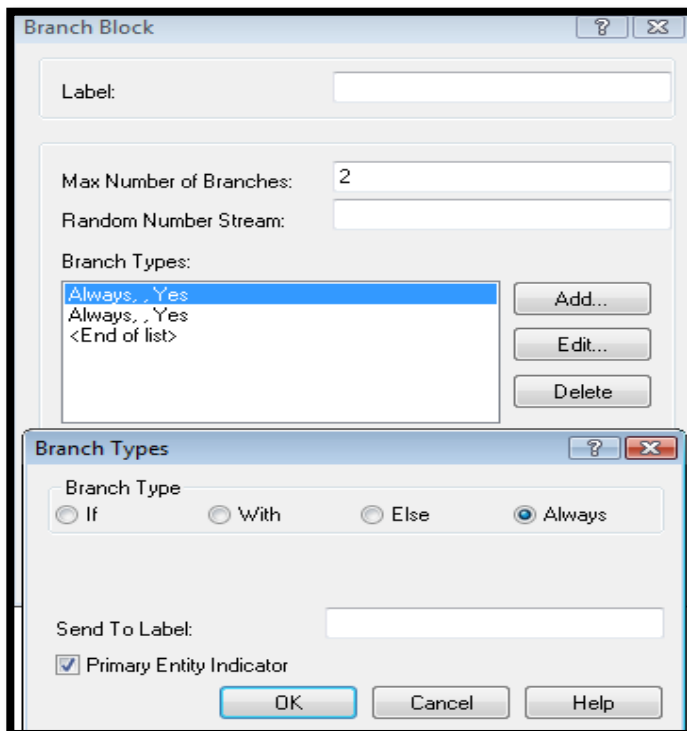 Branch Block
Label:
Max Number of Branches: 2
Random Number Stream:
Branch Types:
Always, , Yes
Always, , Yes
<End of list>
Add...
Edit...
Delete
Branch Types
Branch Type
If With Else Always
Send To Label:
Primary Entity Indicator
OK Cancel Help